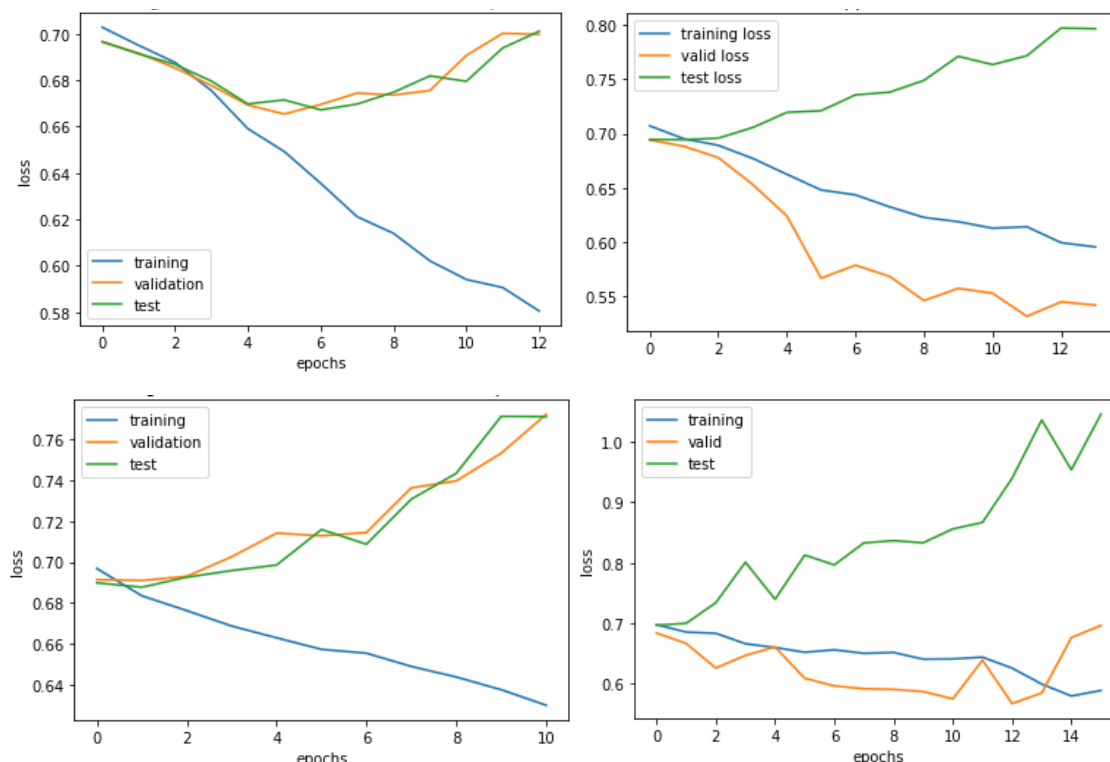 0.70
0.68
0.66
0.64
0.62
0.60
0.58
loss
training
validation
test
0 2 4 6 8 10 12
epochs
0.80
0.75
0.70
0.65
0.60
0.55
training loss
valid loss
test loss
0 2 4 6 8 10 12
0.76
0.74
0.72
0.70
0.68
0.66
0.64
loss
training
validation
test
0 2 4 6 8 10
epochs
1.0
0.9
0.8
0.7
0.6
loss
training
valid
test
0 2 4 6 8 10 12 14
epochs